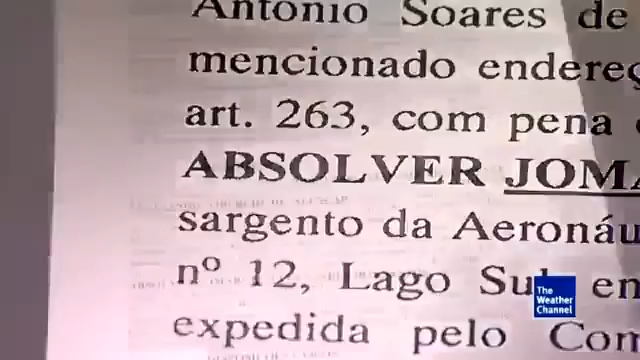 Antonio Soares de
mencionado endereç
art. 263, com pena
ABSOLVER JOMA
sargento da Aeronáu
nº 12, Lago Sul, en
expedida pelo Con
The
Weather
Channel